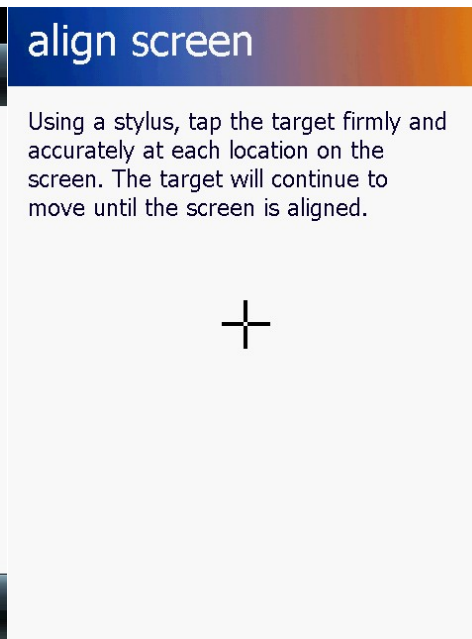 align screen
Using a stylus, tap the target firmly and
accurately at each location on the
screen. The target will continue to
move until the screen is aligned.